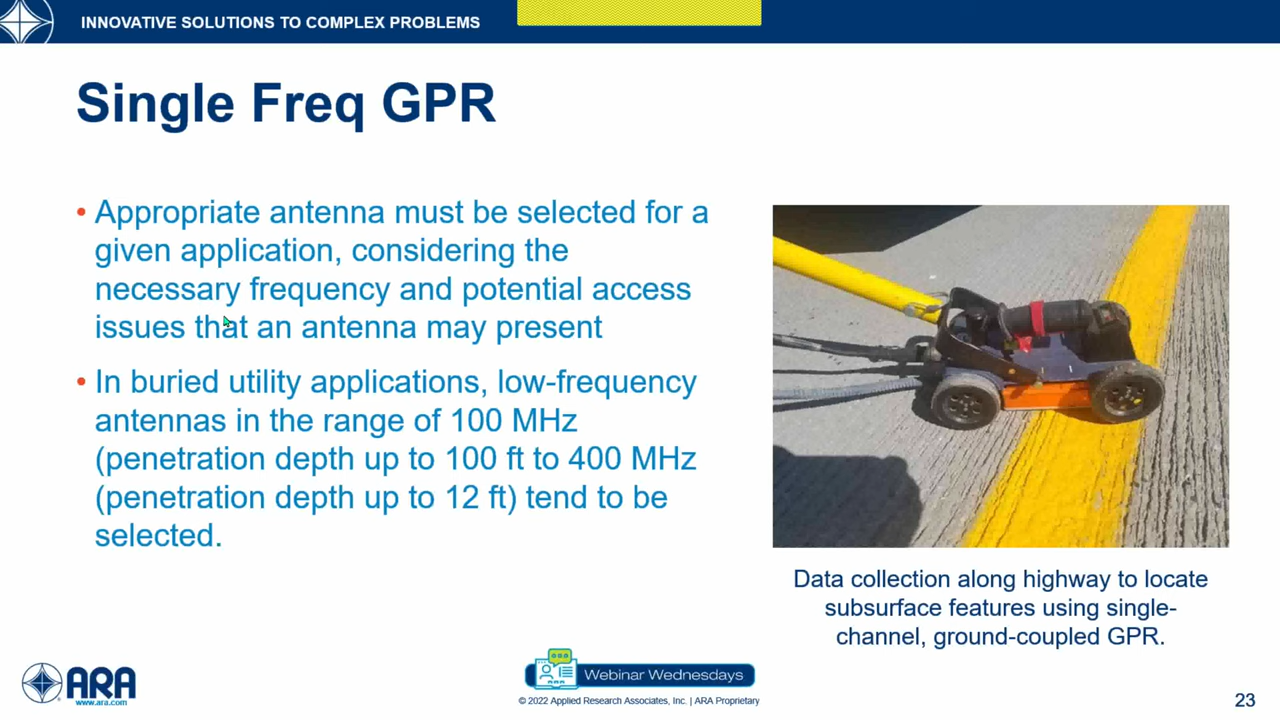 INNOVATIVE SOLUTIONS TO COMPLEX PROBLEMS
Single Freq GPR
• Appropriate antenna must be selected for a
given application, considering the
necessary frequency and potential access
issues that an antenna may present
• In buried utility applications, low-frequency
antennas in the range of 100 MHz
(penetration depth up to 100 ft to 400 MHz
(penetration depth up to 12 ft) tend to be
selected.
Data collection along highway to locate
subsurface features using single-
channel, ground-coupled GPR.
ARA
www.ara.com
Webinar Wednesdays
© 2022 Applied Research Associates, Inc. | ARA Proprietary
23